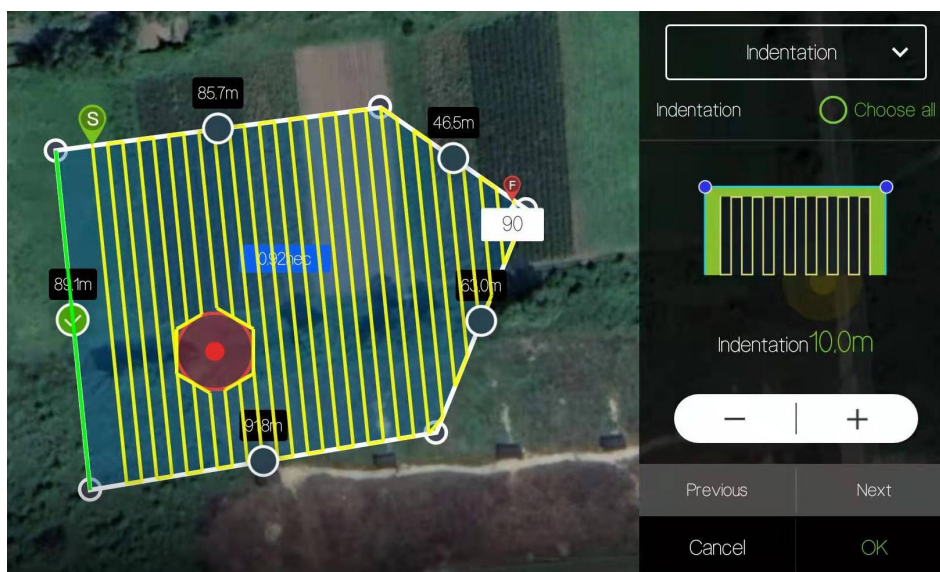 Indentation
Indentation
Choose all
S
85.7m
46.5m
F
90
0.92hec
89.1m
63.0m
91.8m
Indentation10.0m
Previous
Next
Cancel
OK